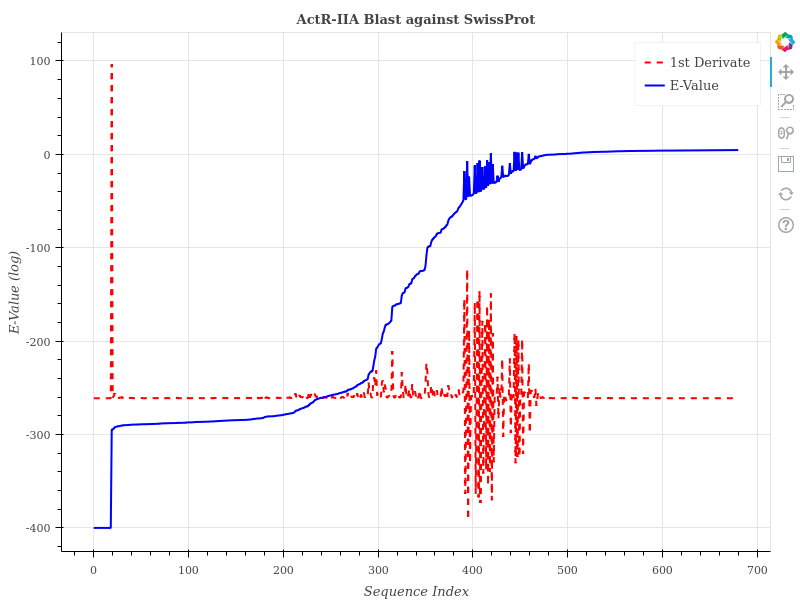 ActR-IIA Blast against SwissProt
1st Derivate
E-Value
100
0
-100
-200
-300
-400
E-Value (log)
0 100 200 300 400 500 600 700
Sequence Index